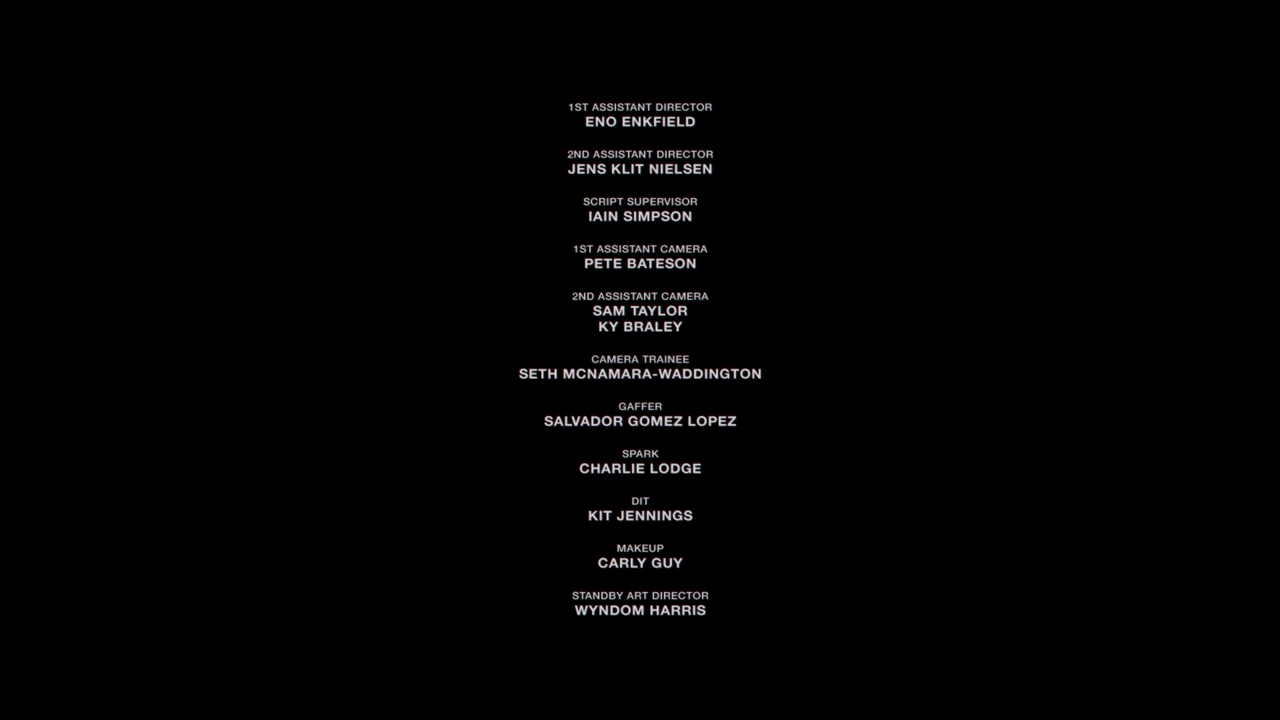 1ST ASSISTANT DIRECTOR
ENO ENKFIELD
2ND ASSISTANT DIRECTOR
JENS KLIT NIELSEN
SCRIPT SUPERVISOR
IAIN SIMPSON
1ST ASSISTANT CAMERA
PETE BATESON
2ND ASSISTANT CAMERA
SAM TAYLOR
KY BRALEY
CAMERA TRAINEE
SETH MCNAMARA-WADDINGTON
GAFFER
SALVADOR GOMEZ LOPEZ
SPARK
CHARLIE LODGE
DIT
KIT JENNINGS
MAKEUP
CARLY GUY
STANDBY ART DIRECTOR
WYNDOM HARRIS